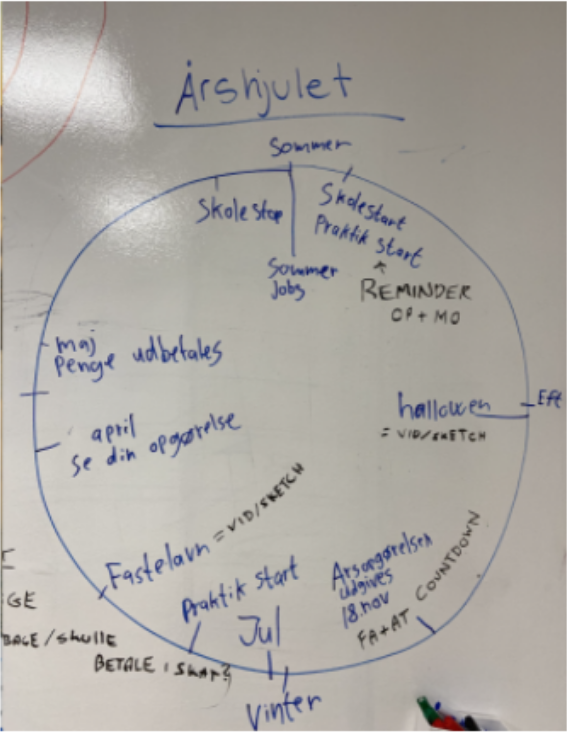 Årshjulet
Sommer
Skole stop
Skolestart
Praktik start
Sommer
Jobs
REMINDER
OP + MO
maj
Penge udbetales
hallowen
Eft
= VID/SKETCH
april
Se din opgørelse
Fastelavn = VID/SKETCH
Praktik start
Årsopgørelsen
udgives
18. nov
FA+AT COUNTDOWN
Jul
GE
BAGE/SKULLE
BETALE I SKAT?
Vinter